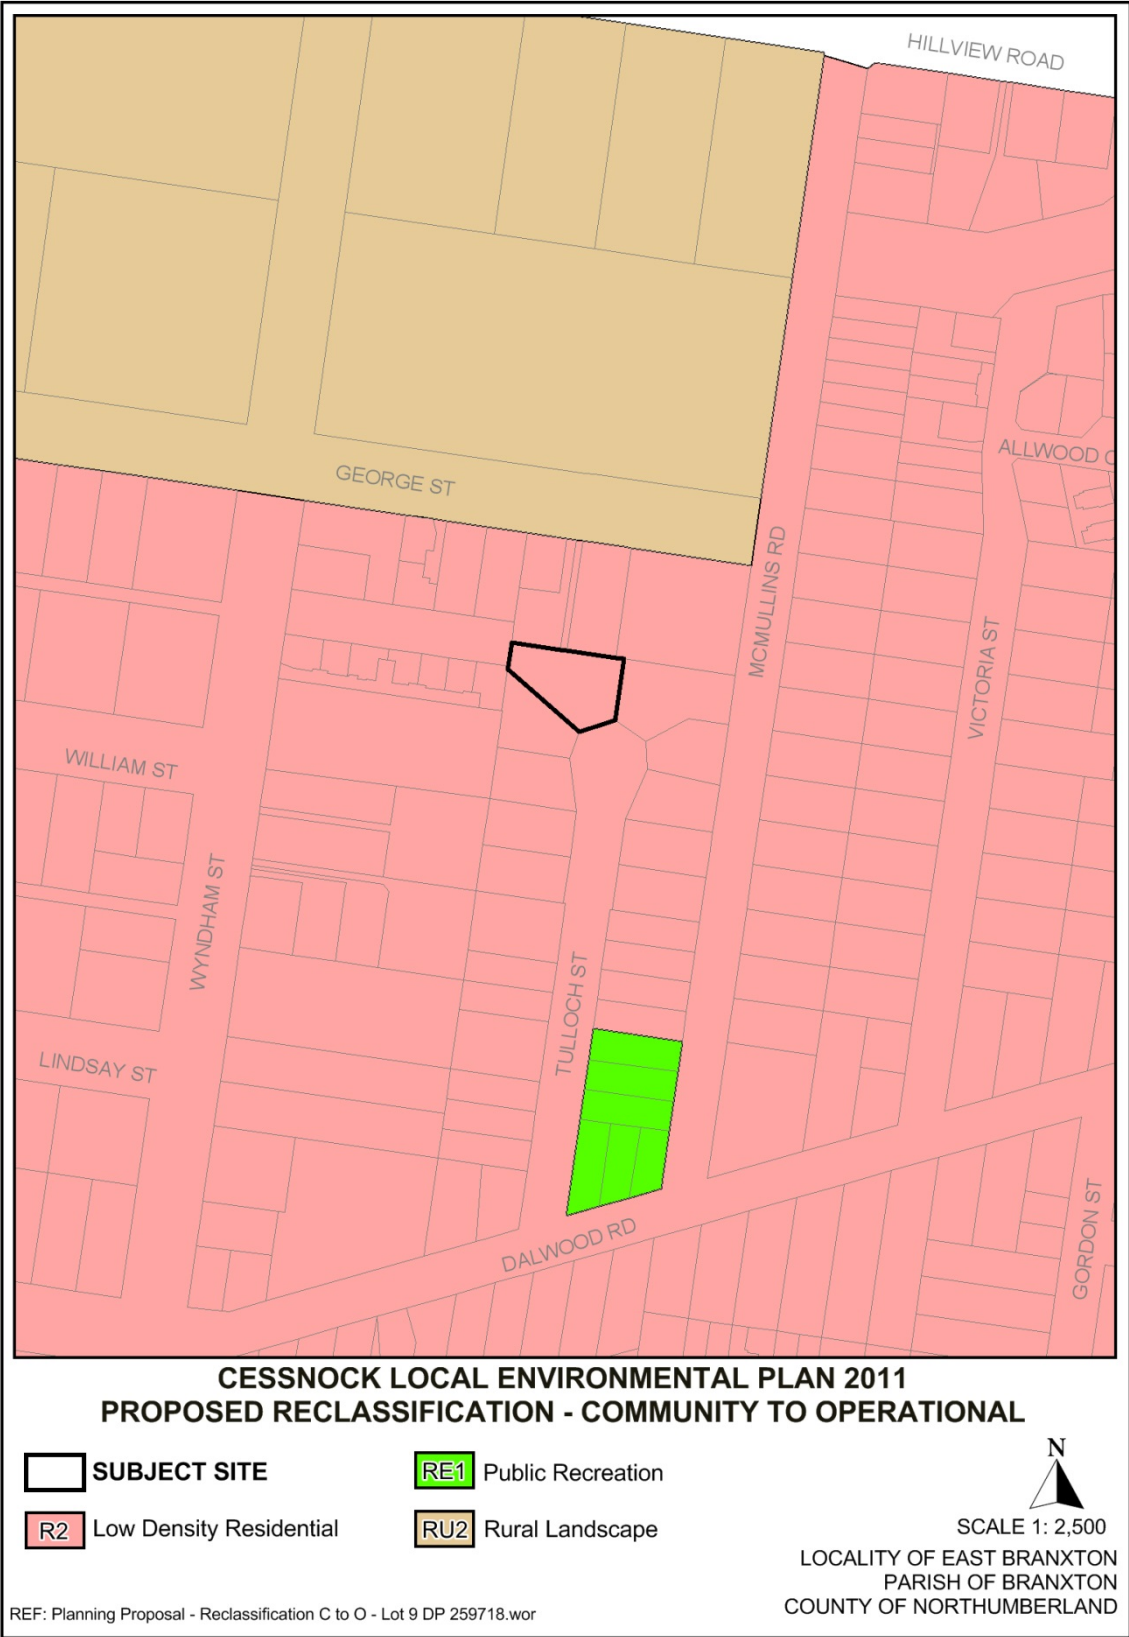 HILLVIEW ROAD
ALLWOOD C
GEORGE ST
MCMULLINS RD
VICTORIA ST
WILLIAM ST
WYNDHAM ST
TULLOCH ST
LINDSAY ST
DALWOOD RD
GORDON ST
CESSNOCK LOCAL ENVIRONMENTAL PLAN 2011
PROPOSED RECLASSIFICATION - COMMUNITY TO OPERATIONAL
SUBJECT SITE
RE1 Public Recreation
R2 Low Density Residential
RU2 Rural Landscape
N
SCALE 1: 2,500
LOCALITY OF EAST BRANXTON
PARISH OF BRANXTON
COUNTY OF NORTHUMBERLAND
REF: Planning Proposal - Reclassification C to O - Lot 9 DP 259718.wor